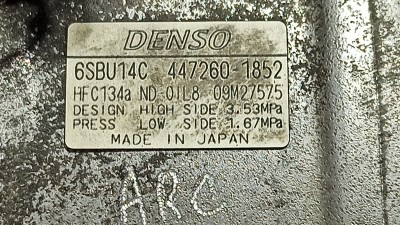 DENSO
6SBU14C 447260-1852
HFC134a ND-OIL8 09M27575
DESIGN HIGH SIDE 3.53MPa
PRESS LOW SIDE 1.67MPa
MADE IN JAPAN
ARC